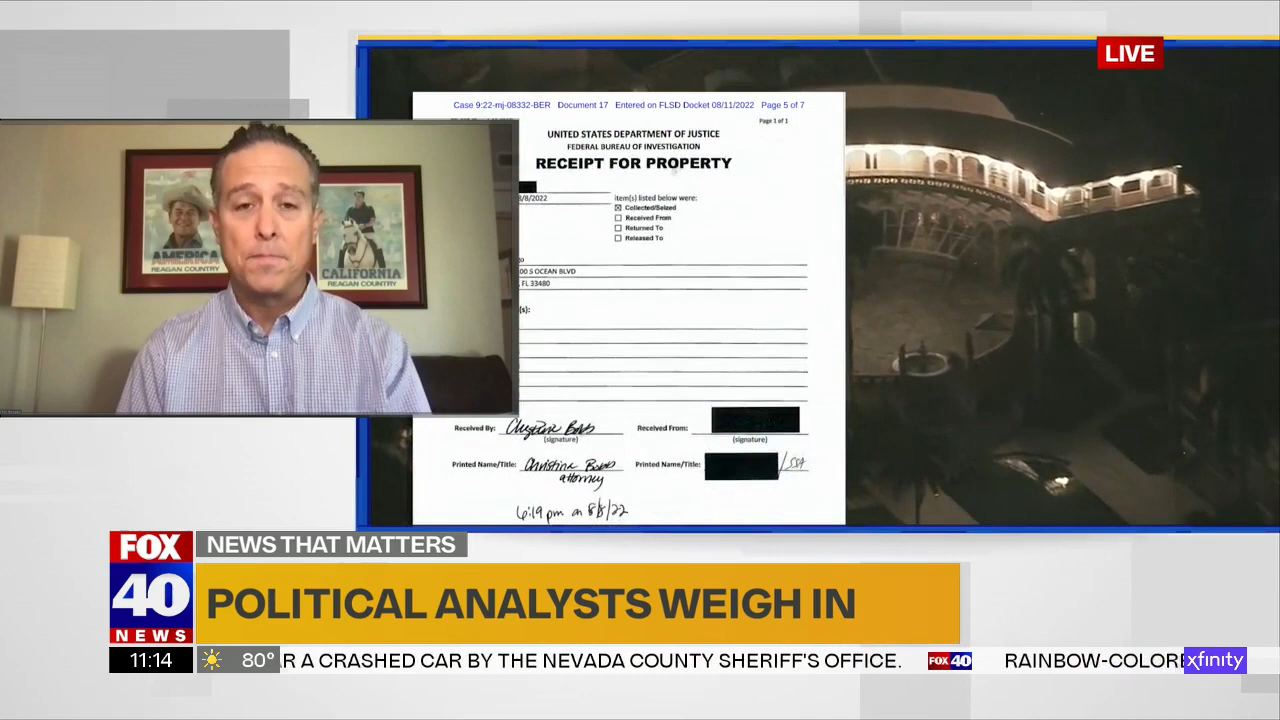 LIVE
Case 9:22-mj-08332-BER Document 17 Entered on FLSD Docket 08/11/2022 Page 5 of 7
Page 1 of 1
UNITED STATES DEPARTMENT OF JUSTICE
FEDERAL BUREAU OF INVESTIGATION
RECEIPT FOR PROPERTY
8/2022
item(s) listed below were:
Collected/Seized
Received From
Returned To
Released To
00 S OCEAN BLVD
FL 33480
AMERICA
REAGAN COUNTRY
CALIFORNIA
REAGAN COUNTRY
Received By: Christina Bobb
(signature)
Received From:
(signature)
Printed Name/Title: Christina Bobb
attorney
Printed Name/Title: /SSA
6:19 pm on 8/8/22
FOX
40
NEWS
NEWS THAT MATTERS
POLITICAL ANALYSTS WEIGH IN
11:14 80° R A CRASHED CAR BY THE NEVADA COUNTY SHERIFF'S OFFICE. FOX 40 RAINBOW-COLORE
xfinity